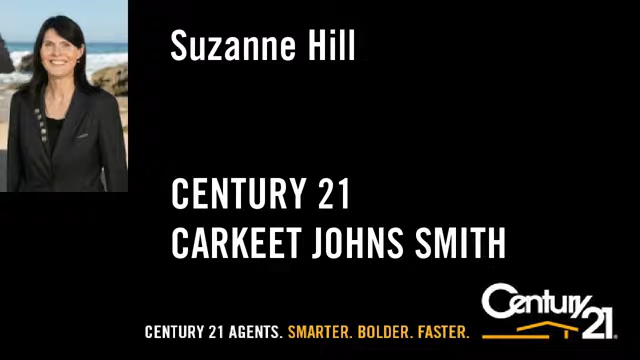 Suzanne Hill
CENTURY 21
CARKEET JOHNS SMITH
Century 21
CENTURY 21 AGENTS. SMARTER. BOLDER. FASTER.